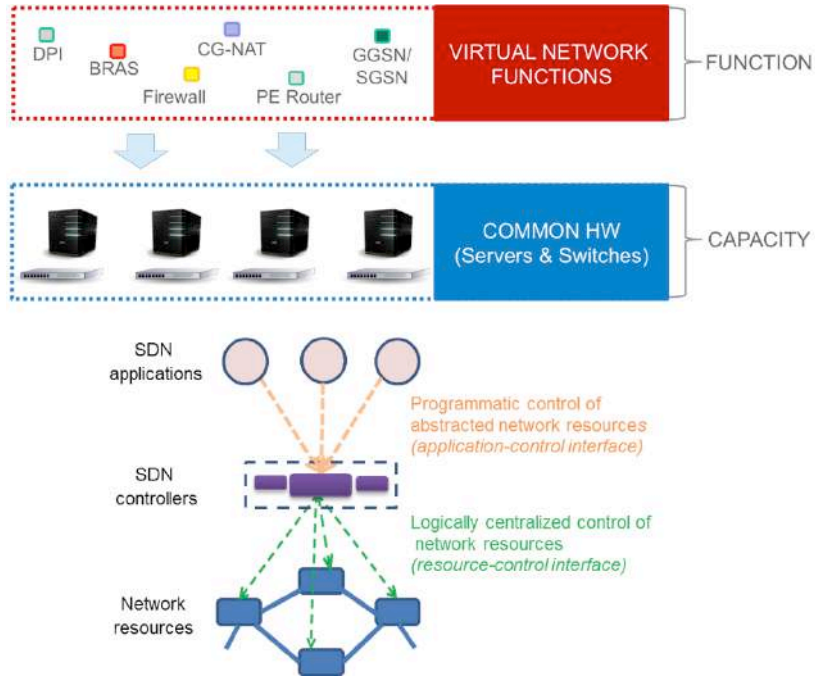 DPI
BRAS
CG-NAT
Firewall
PE Router
GGSN/
SGSN
VIRTUAL NETWORK
FUNCTIONS
FUNCTION
COMMON HW
(Servers & Switches)
CAPACITY
SDN
applications
Programmatic control of
abstracted network resources
(application-control interface)
SDN
controllers
Logically centralized control of
network resources
(resource-control interface)
Network
resources